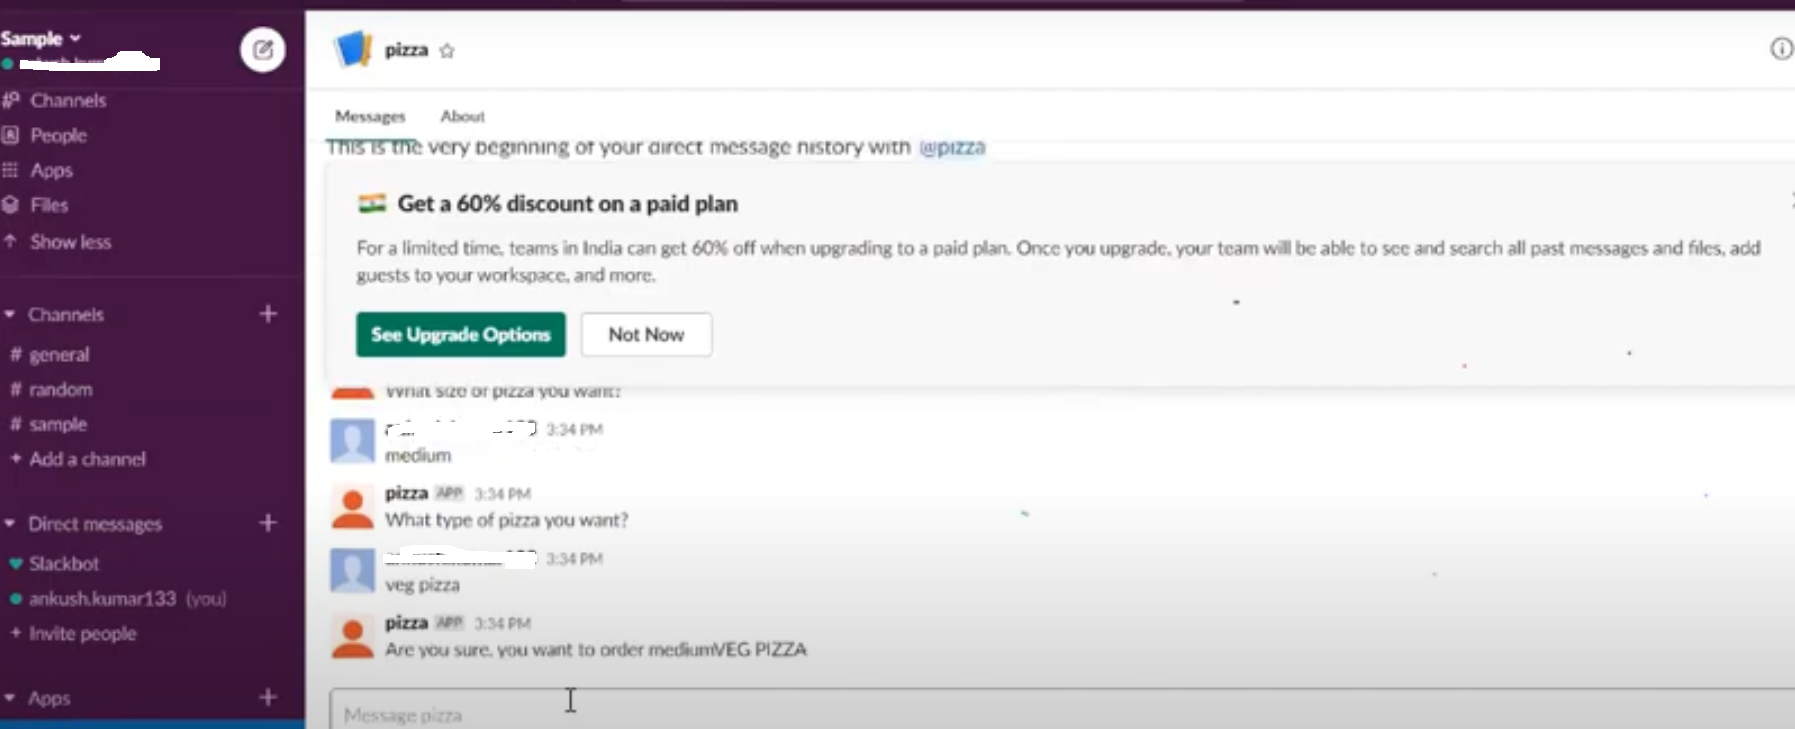 Sample
Channels
People
Apps
Files
Show less
Channels
# general
# random
# sample
+ Add a channel
Direct messages
Slackbot
ankush.kumar133 (you)
+ Invite people
Apps
pizza
Messages About
This is the very beginning of your direct message history with @pizza
Get a 60% discount on a paid plan
For a limited time, teams in India can get 60% off when upgrading to a paid plan. Once you upgrade, your team will be able to see and search all past messages and files, add
guests to your workspace, and more.
See Upgrade Options Not Now
What size of pizza you want?
3:34 PM
medium
pizza APP 3:34 PM
What type of pizza you want?
3:34 PM
veg pizza
pizza APP 3:34 PM
Are you sure, you want to order mediumVEG PIZZA
Message pizza